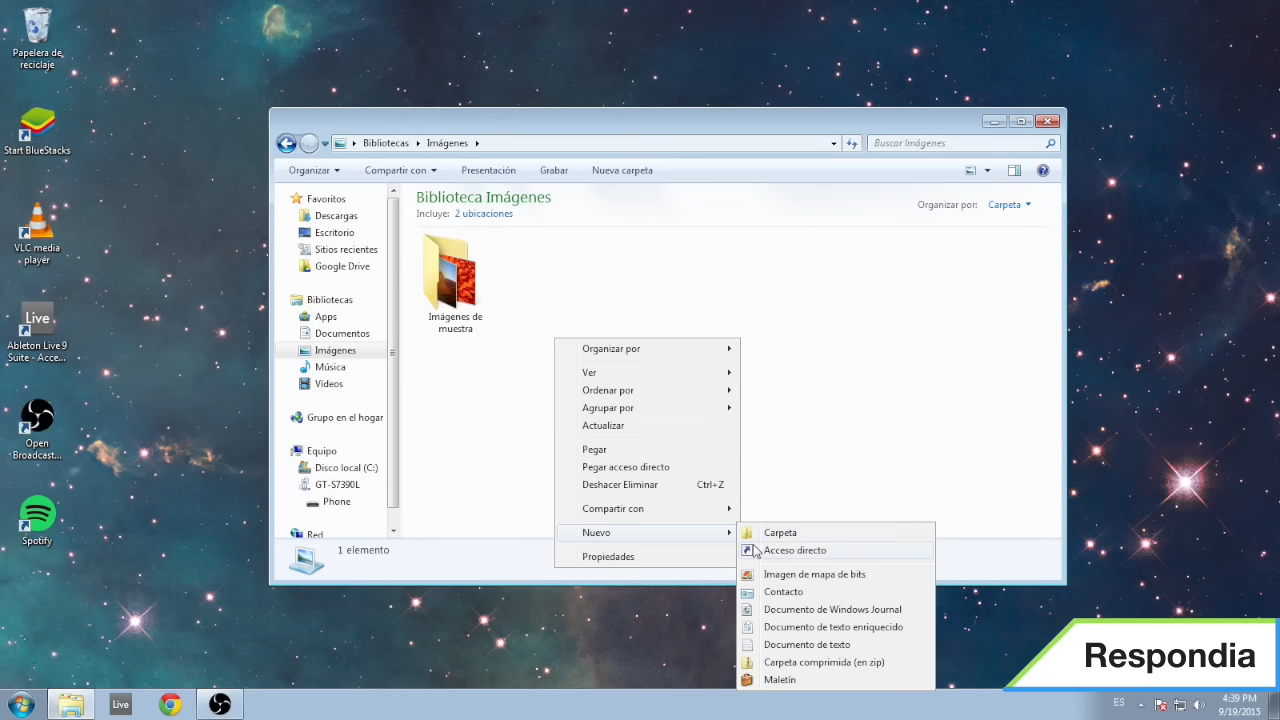 Papelera de
reciclaje
Start BlueStacks
VLC media
player
Live
Ableton Live 9
Suite - Acce...
Open
Broadcast...
Spotify
Bibliotecas
Imágenes
Buscar Imágenes
Organizar
Compartir con
Presentación
Grabar
Nueva carpeta
Favoritos
Descargas
Escritorio
Sitios recientes
Google Drive
Bibliotecas
Apps
Documentos
Imágenes
Música
Vídeos
Grupo en el hogar
Equipo
Disco local (C:)
GT-S7390L
Phone
Red
Biblioteca Imágenes
Incluye: 2 ubicaciones
Organizar por: Carpeta
Imágenes de
muestra
1 elemento
Organizar por
Ver
Ordenar por
Agrupar por
Actualizar
Pegar
Pegar acceso directo
Deshacer Eliminar Ctrl+Z
Compartir con
Nuevo
Propiedades
Carpeta
Acceso directo
Imagen de mapa de bits
Contacto
Documento de Windows Journal
Documento de texto enriquecido
Documento de texto
Carpeta comprimida (en zip)
Maletín
Respondia
Live
ES
4:39 PM
9/19/2015